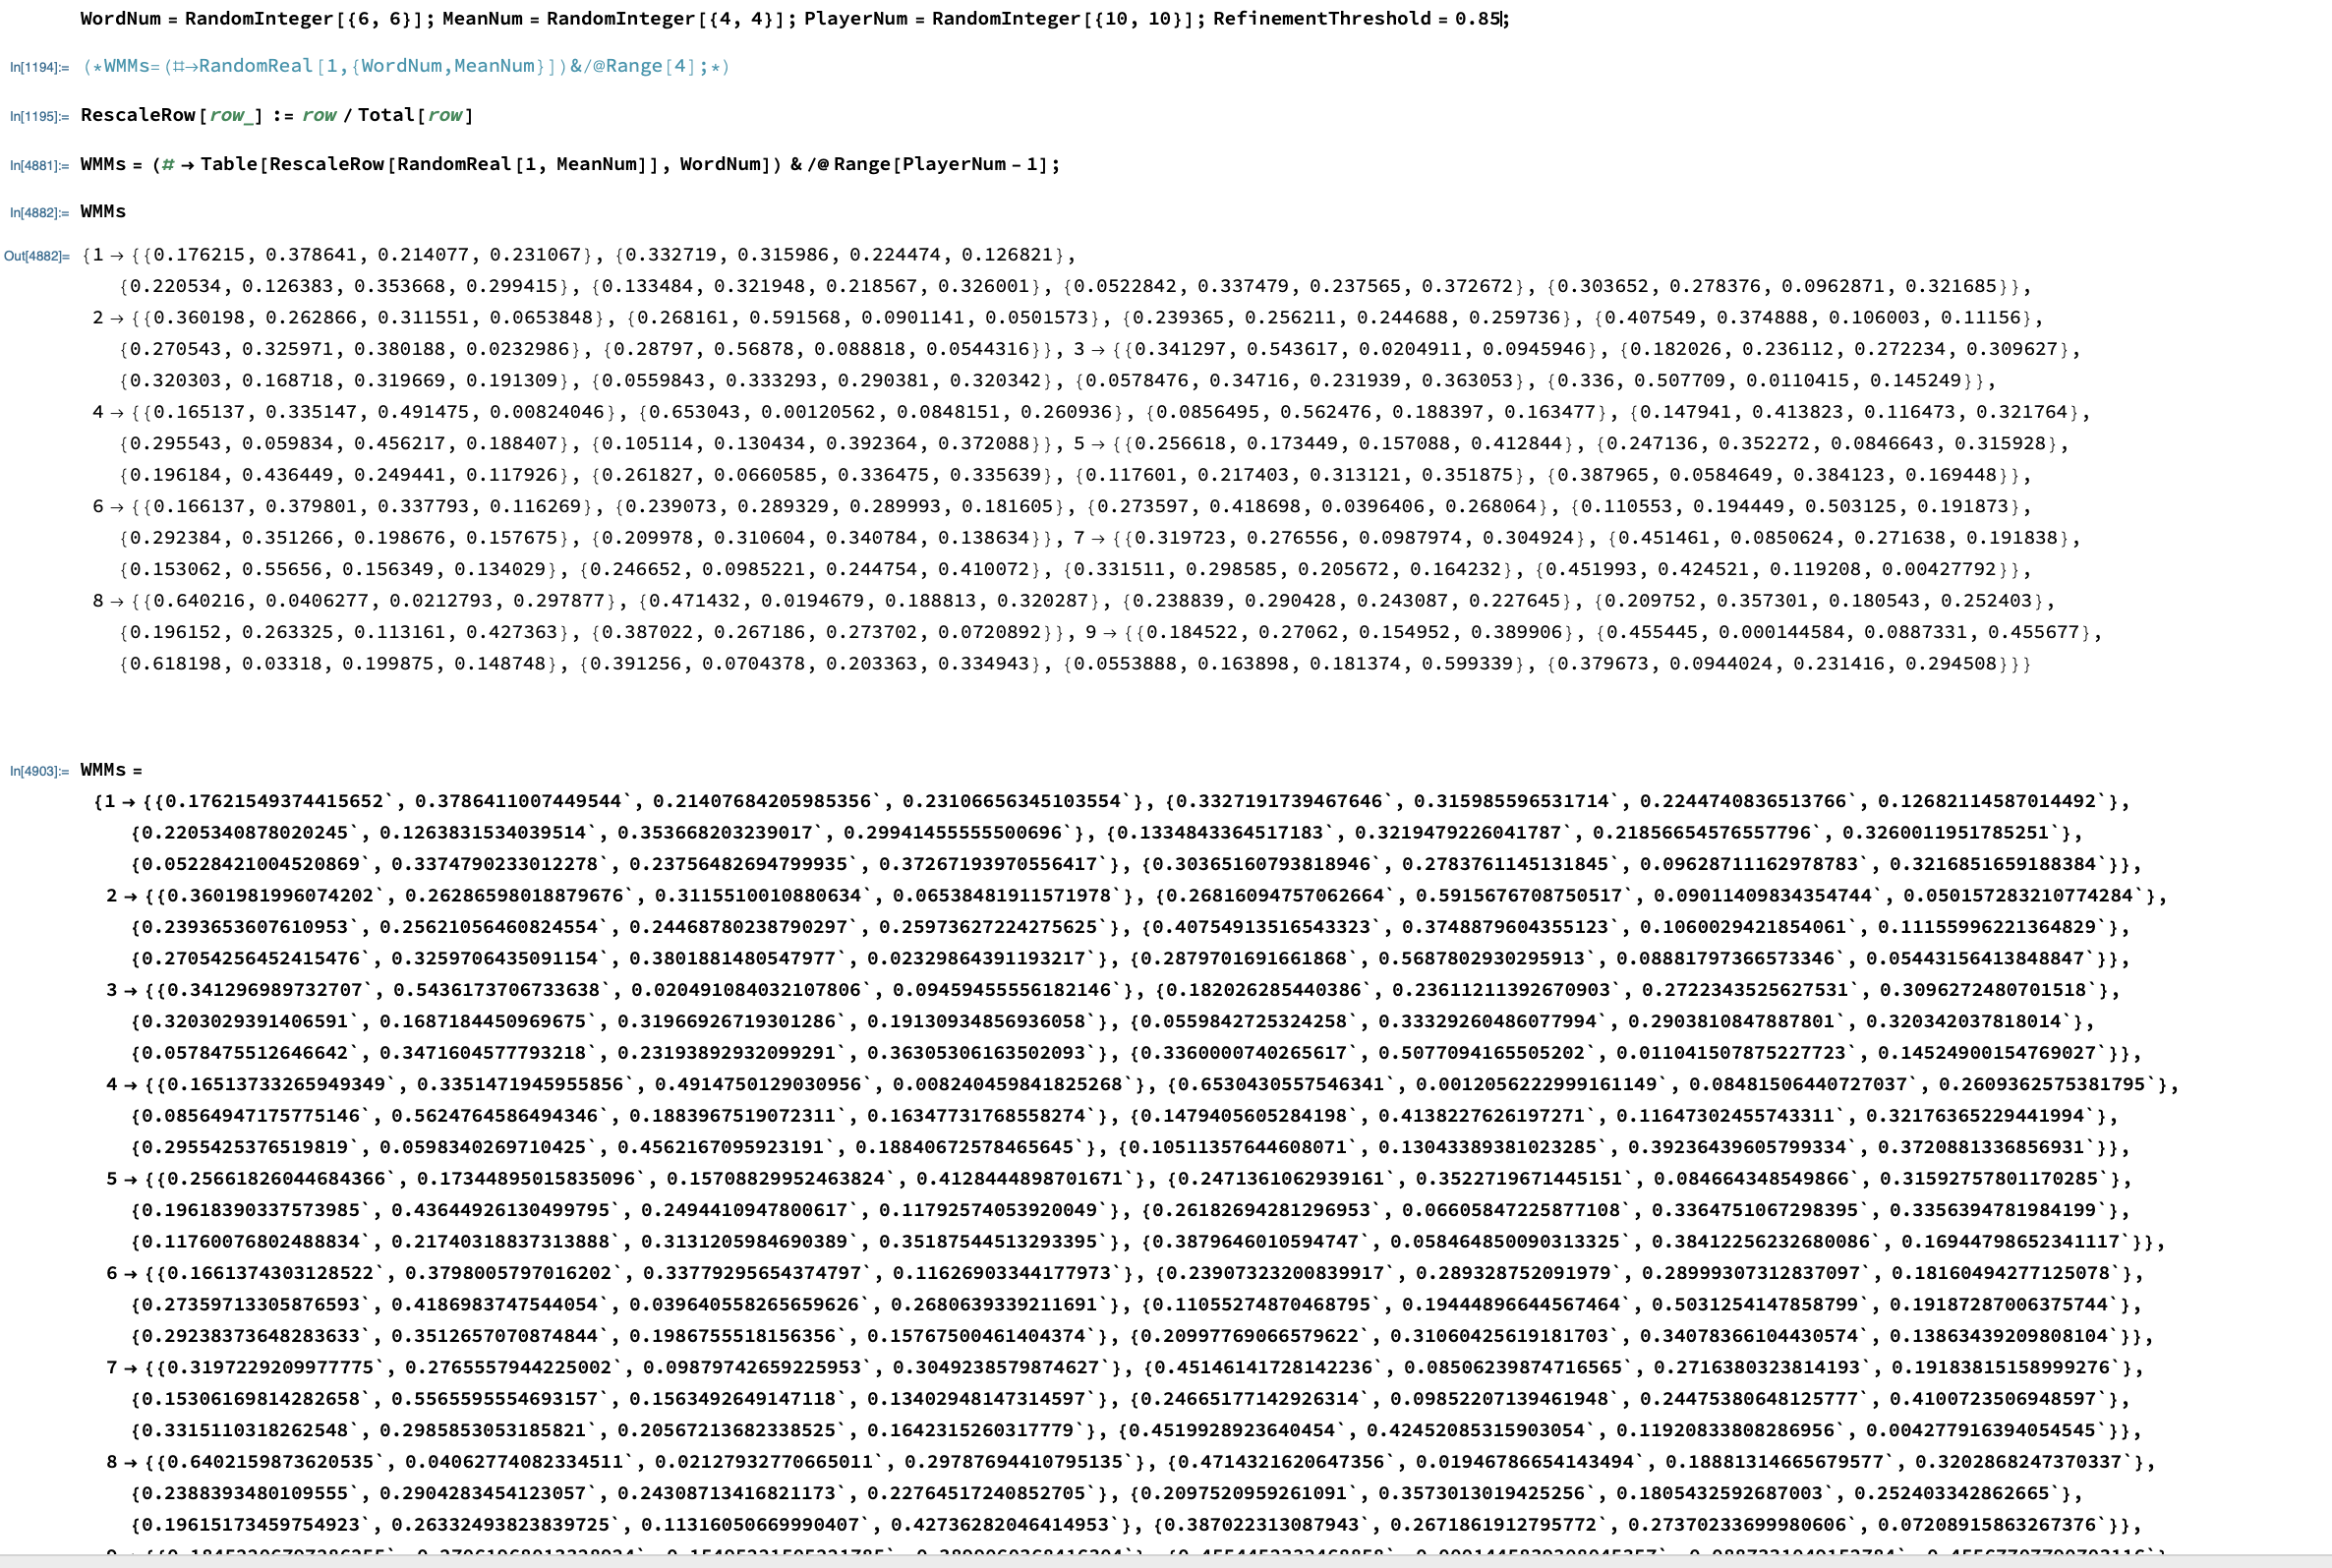 WordNum = RandomInteger[{6, 6}]; MeanNum = RandomInteger[{4, 4}]; PlayerNum = RandomInteger[{10, 10}]; RefinementThreshold = 0.85;
In[1194]:= (*WMMs=(#→RandomReal[1,{WordNum,MeanNum}])&/@Range[4];*)
In[1195]:= RescaleRow[row_] := row / Total[row]
In[4881]:= WMMs = (# → Table[RescaleRow[RandomReal[1, MeanNum]], WordNum]) & /@ Range[PlayerNum - 1];
In[4882]:= WMMs
Out[4882]= {1 → {{0.176215, 0.378641, 0.214077, 0.231067}, {0.332719, 0.315986, 0.224474, 0.126821},
{0.220534, 0.126383, 0.353668, 0.299415}, {0.133484, 0.321948, 0.218567, 0.326001}, {0.0522842, 0.337479, 0.237565, 0.372672}, {0.303652, 0.278376, 0.0962871, 0.321685}},
2 → {{0.360198, 0.262866, 0.311551, 0.0653848}, {0.268161, 0.591568, 0.0901141, 0.0501573}, {0.239365, 0.256211, 0.244688, 0.259736}, {0.407549, 0.374888, 0.106003, 0.11156},
{0.270543, 0.325971, 0.380188, 0.0232986}, {0.28797, 0.56878, 0.088818, 0.0544316}}, 3 → {{0.341297, 0.543617, 0.0204911, 0.0945946}, {0.182026, 0.236112, 0.272234, 0.309627},
{0.320303, 0.168718, 0.319669, 0.191309}, {0.0559843, 0.333293, 0.290381, 0.320342}, {0.0578476, 0.34716, 0.231939, 0.363053}, {0.336, 0.507709, 0.0110415, 0.145249}},
4 → {{0.165137, 0.335147, 0.491475, 0.00824046}, {0.653043, 0.00120562, 0.0848151, 0.260936}, {0.0856495, 0.562476, 0.188397, 0.163477}, {0.147941, 0.413823, 0.116473, 0.321764},
{0.295543, 0.059834, 0.456217, 0.188407}, {0.105114, 0.130434, 0.392364, 0.372088}}, 5 → {{0.256618, 0.173449, 0.157088, 0.412844}, {0.247136, 0.352272, 0.0846643, 0.315928},
{0.196184, 0.436449, 0.249441, 0.117926}, {0.261827, 0.0660585, 0.336475, 0.335639}, {0.117601, 0.217403, 0.313121, 0.351875}, {0.387965, 0.0584649, 0.384123, 0.169448}},
6 → {{0.166137, 0.379801, 0.337793, 0.116269}, {0.239073, 0.289329, 0.289993, 0.181605}, {0.273597, 0.418698, 0.0396406, 0.268064}, {0.110553, 0.194449, 0.503125, 0.191873},
{0.292384, 0.351266, 0.198676, 0.157675}, {0.209978, 0.310604, 0.340784, 0.138634}}, 7 → {{0.319723, 0.276556, 0.0987974, 0.304924}, {0.451461, 0.0850624, 0.271638, 0.191838},
{0.153062, 0.55656, 0.156349, 0.134029}, {0.246652, 0.0985221, 0.244754, 0.410072}, {0.331511, 0.298585, 0.205672, 0.164232}, {0.451993, 0.424521, 0.119208, 0.00427792}},
8 → {{0.640216, 0.0406277, 0.0212793, 0.297877}, {0.471432, 0.0194679, 0.188813, 0.320287}, {0.238839, 0.290428, 0.243087, 0.227645}, {0.209752, 0.357301, 0.180543, 0.252403},
{0.196152, 0.263325, 0.113161, 0.427363}, {0.387022, 0.267186, 0.273702, 0.0720892}}, 9 → {{0.184522, 0.27062, 0.154952, 0.389906}, {0.455445, 0.000144584, 0.0887331, 0.455677},
{0.618198, 0.03318, 0.199875, 0.148748}, {0.391256, 0.0704378, 0.203363, 0.334943}, {0.0553888, 0.163898, 0.181374, 0.599339}, {0.379673, 0.0944024, 0.231416, 0.294508}}}
In[4903]:= WMMs =
{1 → {{0.17621549374415652`, 0.3786411007449544`, 0.21407684205985356`, 0.23106656345103554`}, {0.3327191739467646`, 0.315985596531714`, 0.2244740836513766`, 0.12682114587014492`},
{0.2205340878020245`, 0.1263831534039514`, 0.353668203239017`, 0.29941455555500696`}, {0.1334843364517183`, 0.3219479226041787`, 0.21856654576557796`, 0.3260011951785251`},
{0.05228421004520869`, 0.3374790233012278`, 0.23756482694799935`, 0.37267193970556417`}, {0.30365160793818946`, 0.2783761145131845`, 0.09628711162978783`, 0.3216851659188384`}},
2 → {{0.3601981996074202`, 0.26286598018879676`, 0.3115510010880634`, 0.06538481911571978`}, {0.26816094757062664`, 0.5915676708750517`, 0.09011409834354744`, 0.050157283210774284`},
{0.2393653607610953`, 0.25621056460824554`, 0.24468780238790297`, 0.25973627224275625`}, {0.40754913516543323`, 0.3748879604355123`, 0.1060029421854061`, 0.11155996221364829`},
{0.27054256452415476`, 0.3259706435091154`, 0.3801881480547977`, 0.02329864391193217`}, {0.2879701691661868`, 0.5687802930295913`, 0.08881797366573346`, 0.05443156413848847`}},
3 → {{0.341296989732707`, 0.5436173706733638`, 0.020491084032107806`, 0.09459455556182146`}, {0.182026285440386`, 0.23611211392670903`, 0.2722343525627531`, 0.3096272480701518`},
{0.3203029391406591`, 0.1687184450969675`, 0.31966926719301286`, 0.19130934856936058`}, {0.0559842725324258`, 0.33329260486077994`, 0.2903810847887801`, 0.320342037818014`},
{0.0578475512646642`, 0.3471604577793218`, 0.23193892932099291`, 0.36305306163502093`}, {0.3360000740265617`, 0.5077094165505202`, 0.011041507875227723`, 0.14524900154769027`}},
4 → {{0.16513733265949349`, 0.3351471945955856`, 0.4914750129030956`, 0.008240459841825268`}, {0.6530430557546341`, 0.0012056222999161149`, 0.08481506440727037`, 0.2609362575381795`},
{0.08564947175775146`, 0.5624764586494346`, 0.1883967519072311`, 0.16347731768558274`}, {0.1479405605284198`, 0.4138227626197271`, 0.11647302455743311`, 0.32176365229441994`},
{0.2955425376519819`, 0.0598340269710425`, 0.4562167095923191`, 0.18840672578465645`}, {0.10511357644608071`, 0.13043389381023285`, 0.39236439605799334`, 0.3720881336856931`}},
5 → {{0.25661826044684366`, 0.17344895015835096`, 0.15708829952463824`, 0.4128444898701671`}, {0.2471361062939161`, 0.3522719671445151`, 0.084664348549866`, 0.31592757801170285`},
{0.19618390337573985`, 0.43644926130499795`, 0.2494410947800617`, 0.11792574053920049`}, {0.26182694281296953`, 0.06605847225877108`, 0.3364751067298395`, 0.3356394781984199`},
{0.11760076802488834`, 0.21740318837313888`, 0.3131205984690389`, 0.35187544513293395`}, {0.3879646010594747`, 0.058464850090313325`, 0.38412256232680086`, 0.16944798652341117`}},
6 → {{0.1661374303128522`, 0.3798005797016202`, 0.33779295654374797`, 0.11626903344177973`}, {0.23907323200839917`, 0.289328752091979`, 0.28999307312837097`, 0.18160494277125078`},
{0.27359713305876593`, 0.4186983747544054`, 0.039640558265659626`, 0.2680639339211691`}, {0.11055274870468795`, 0.19444896644567464`, 0.5031254147858799`, 0.19187287006375744`},
{0.29238373648283633`, 0.3512657070874844`, 0.1986755518156356`, 0.15767500461404374`}, {0.20997769066579622`, 0.31060425619181703`, 0.34078366104430574`, 0.13863439209808104`}},
7 → {{0.3197229209977775`, 0.2765557944225002`, 0.09879742659225953`, 0.3049238579874627`}, {0.45146141728142236`, 0.08506239874716565`, 0.2716380323814193`, 0.19183815158999276`},
{0.15306169814282658`, 0.5565595554693157`, 0.1563492649147118`, 0.13402948147314597`}, {0.24665177142926314`, 0.09852207139461948`, 0.24475380648125777`, 0.4100723506948597`},
{0.3315110318262548`, 0.2985853053185821`, 0.20567213682338525`, 0.1642315260317779`}, {0.4519928923640454`, 0.42452085315903054`, 0.11920833808286956`, 0.004277916394054545`}},
8 → {{0.6402159873620535`, 0.04062774082334511`, 0.02127932770665011`, 0.29787694410795135`}, {0.4714321620647356`, 0.01946786654143494`, 0.18881314665679577`, 0.3202868247370337`},
{0.2388393480109555`, 0.2904283454123057`, 0.24308713416821173`, 0.22764517240852705`}, {0.2097520959261091`, 0.3573013019425256`, 0.1805432592687003`, 0.252403342862665`},
{0.19615173459754923`, 0.26332493823839725`, 0.11316050669990407`, 0.42736282046414953`}, {0.387022313087943`, 0.2671861912795772`, 0.27370233699980606`, 0.07208915863267376`}},